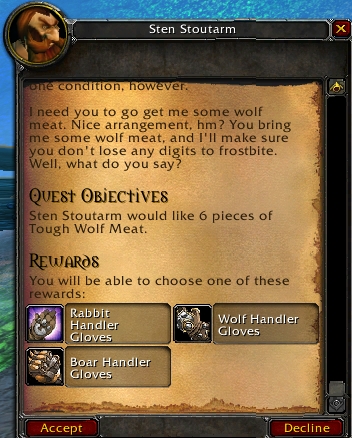 Sten Stoutarm
one condition, however.
I need you to go get me some wolf
meat. Nice arrangement, hm? You bring
me some wolf meat, and I'll make sure
you don't lose any digits to frostbite.
Well, what do you say?
Quest Objectives
Sten Stoutarm would like 6 pieces of
Tough Wolf Meat.
Rewards
You will be able to choose one of these
rewards:
Rabbit
Handler
Gloves
Wolf Handler
Gloves
Boar Handler
Gloves
Accept
Decline